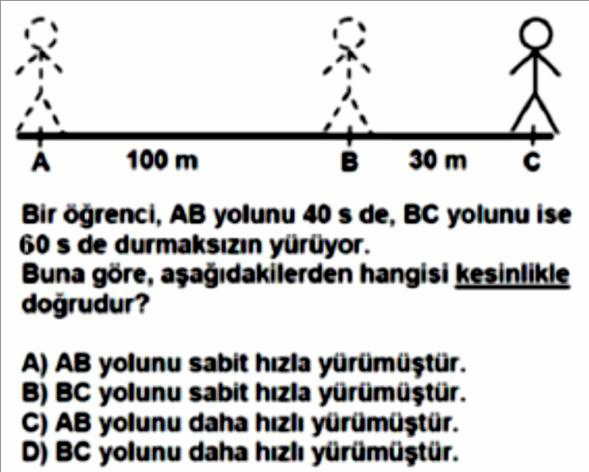 A 100 m B 30 m C
Bir öğrenci, AB yolunu 40 s de, BC yolunu ise
60 s de durmaksızın yürüyor.
Buna göre, aşağıdakilerden hangisi kesinlikle
doğrudur?
A) AB yolunu sabit hızla yürümüştür.
B) BC yolunu sabit hızla yürümüştür.
C) AB yolunu daha hızlı yürümüştür.
D) BC yolunu daha hızlı yürümüştür.